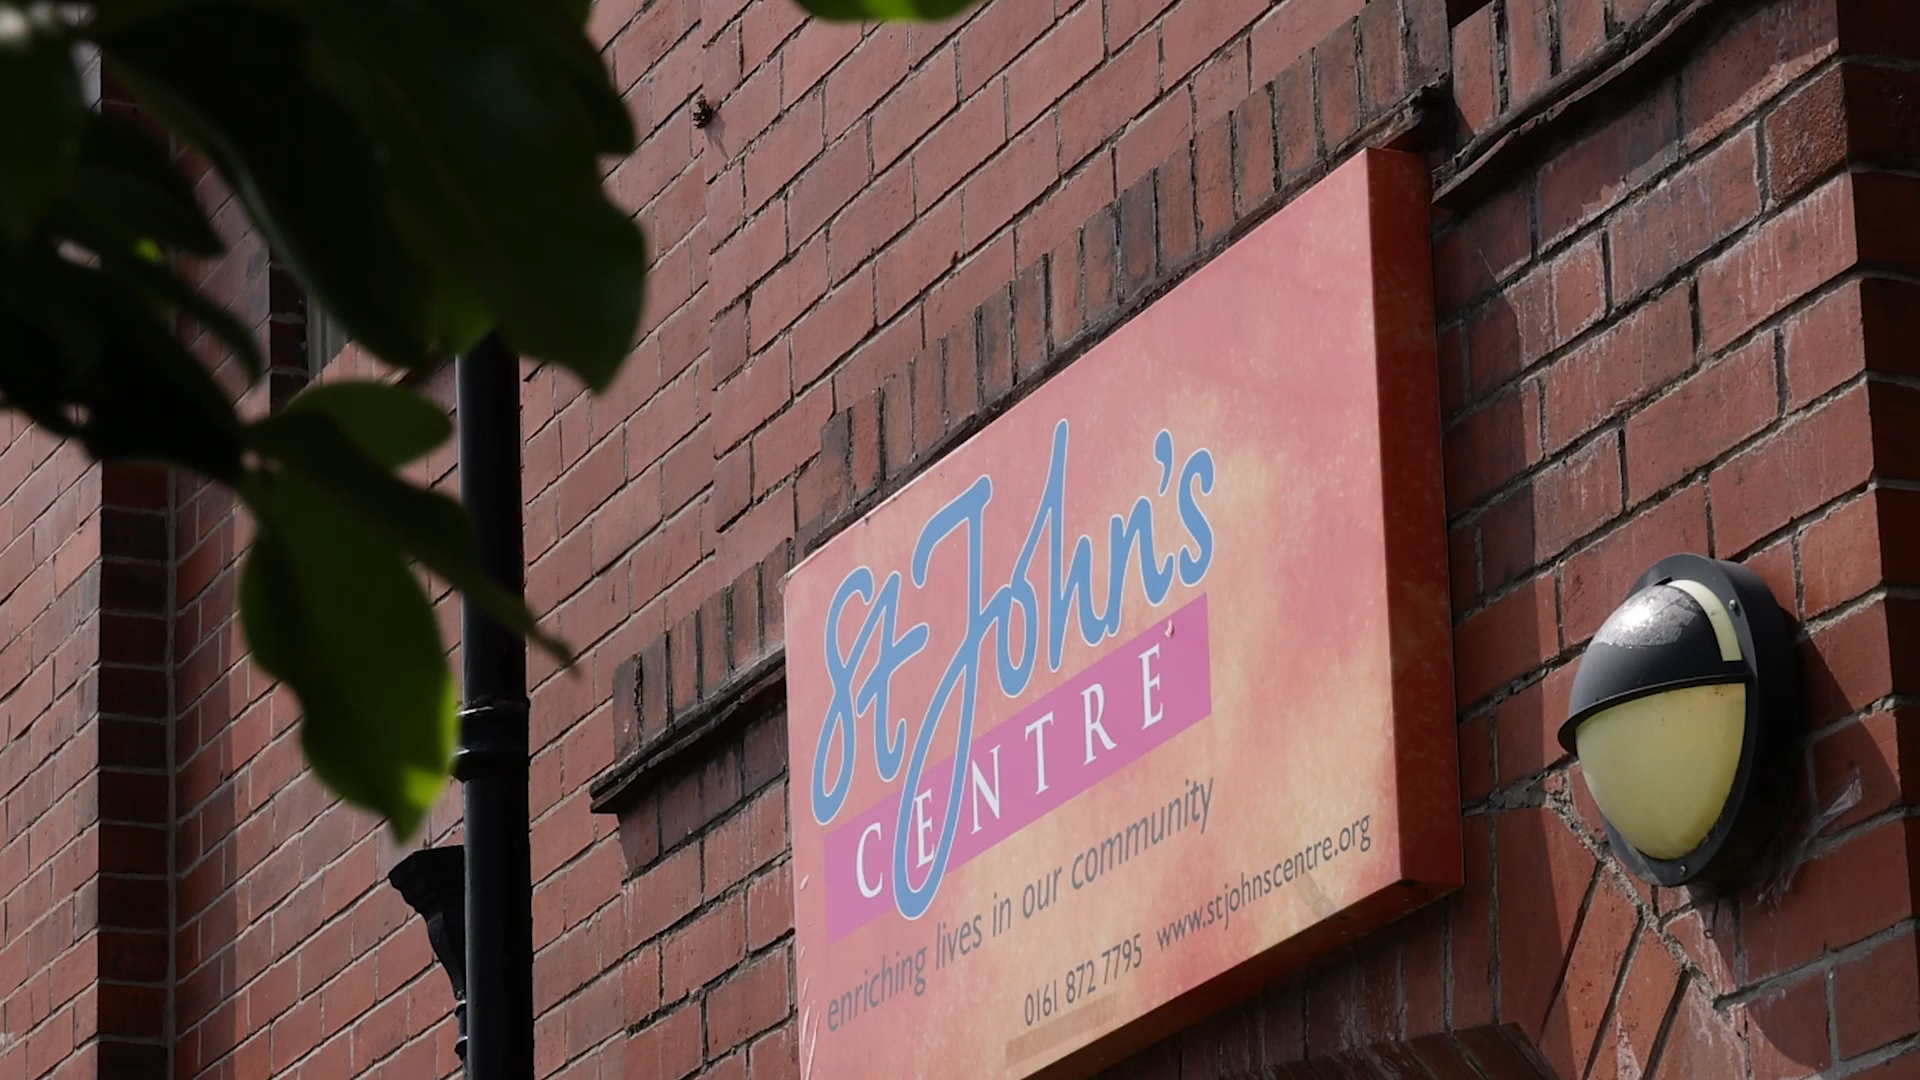 St John's
CENTRE
enriching lives in our community
0161 872 7795 www.stjohnscentre.org